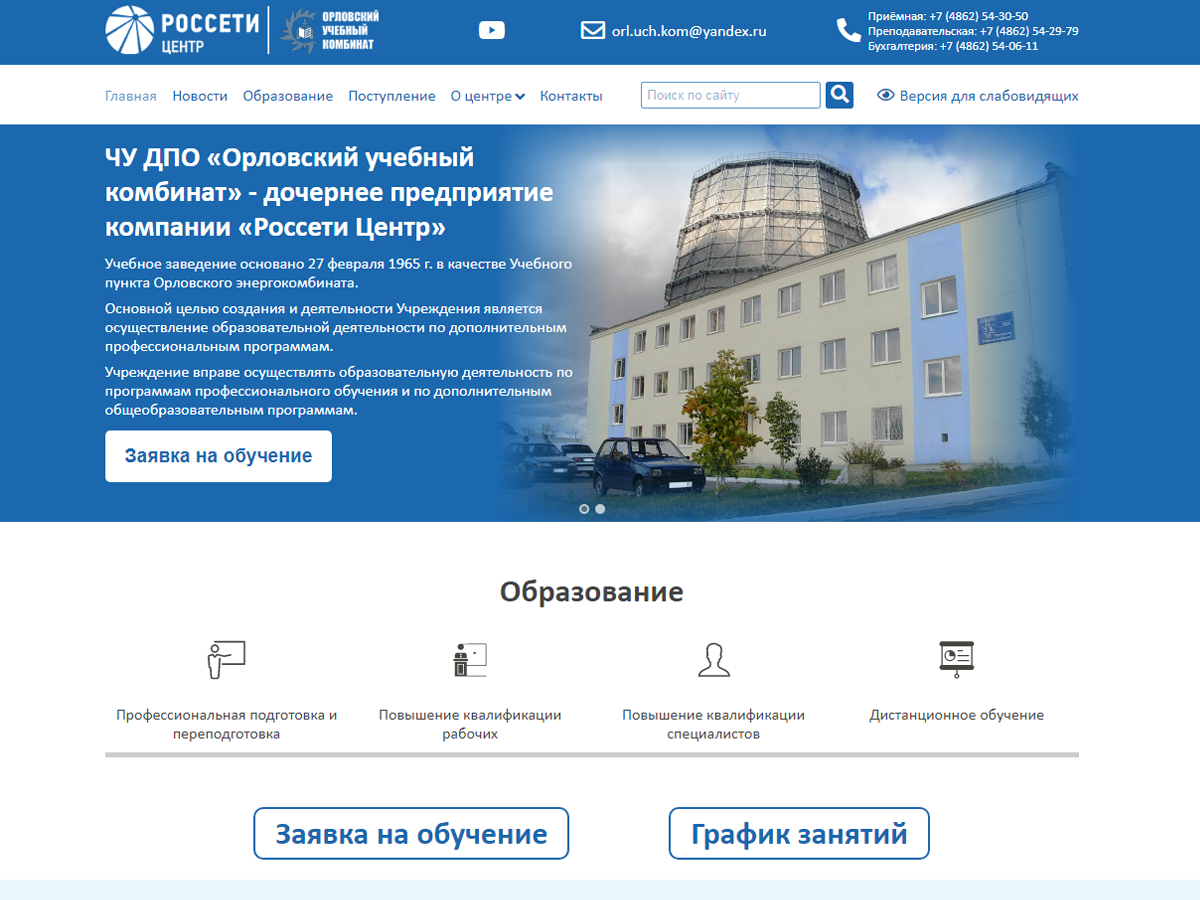 РОССЕТИ
ЦЕНТР
ОРЛОВСКИЙ
УЧЕБНЫЙ
КОМБИНАТ
orl.uch.kom@yandex.ru
Приёмная: +7 (4862) 54-30-50
Преподавательская: +7 (4862) 54-29-79
Бухгалтерия: +7 (4862) 54-06-11
Главная Новости Образование Поступление О центре Контакты Поиск по сайту Версия для слабовидящих
ЧУ ДПО «Орловский учебный
комбинат» - дочернее предприятие
компании «Россети Центр»
Учебное заведение основано 27 февраля 1965 г. в качестве Учебного
пункта Орловского энергокомбината.
Основной целью создания и деятельности Учреждения является
осуществление образовательной деятельности по дополнительным
профессиональным программам.
Учреждение вправе осуществлять образовательную деятельность по
программам профессионального обучения и по дополнительным
общеобразовательным программам.
Заявка на обучение
Образование
Профессиональная подготовка и
переподготовка
Повышение квалификации
рабочих
Повышение квалификации
специалистов
Дистанционное обучение
Заявка на обучение
График занятий